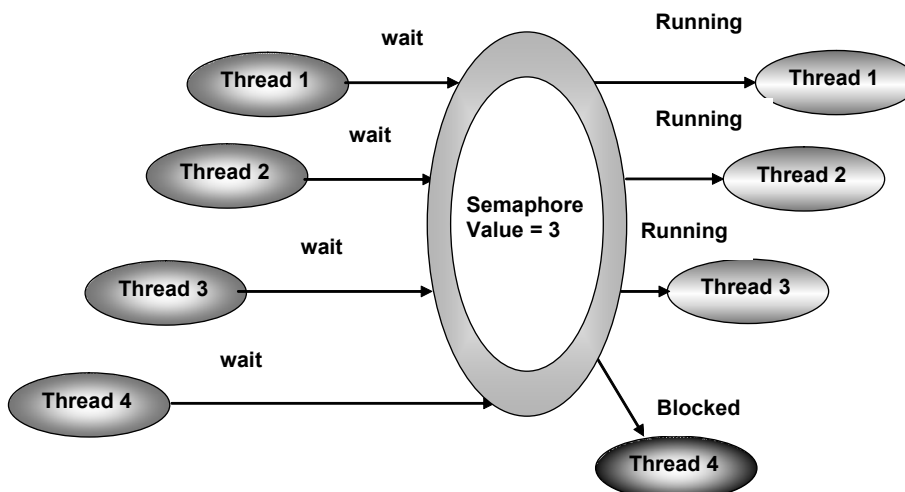 wait
Running
Thread 1
Thread 1
wait
Running
Thread 2
Thread 2
Semaphore
Value = 3
wait
Running
Thread 3
Thread 3
wait
Thread 4
Blocked
Thread 4